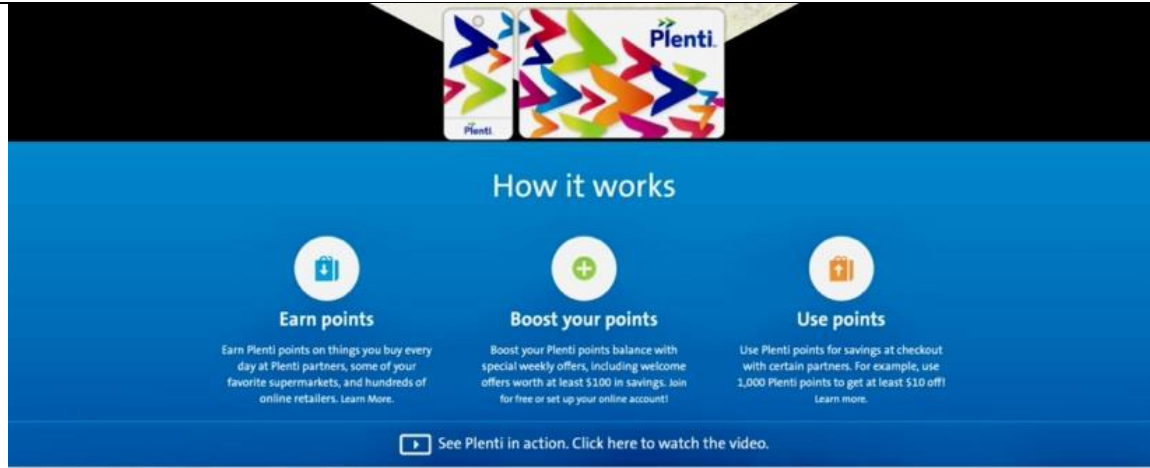 Plenti
Plenti
How it works
Earn points
Earn Plenti points on things you buy every
day at Plenti partners, some of your
favorite supermarkets, and hundreds of
online retailers. Learn More.
Boost your points
Boost your Plenti points balance with
special weekly offers, including welcome
offers worth at least $100 in savings. Join
for free or set up your online account!
Use points
Use Plenti points for savings at checkout
with certain partners. For example, use
1,000 Plenti points to get at least $10 off!
Learn more.
See Plenti in action. Click here to watch the video.